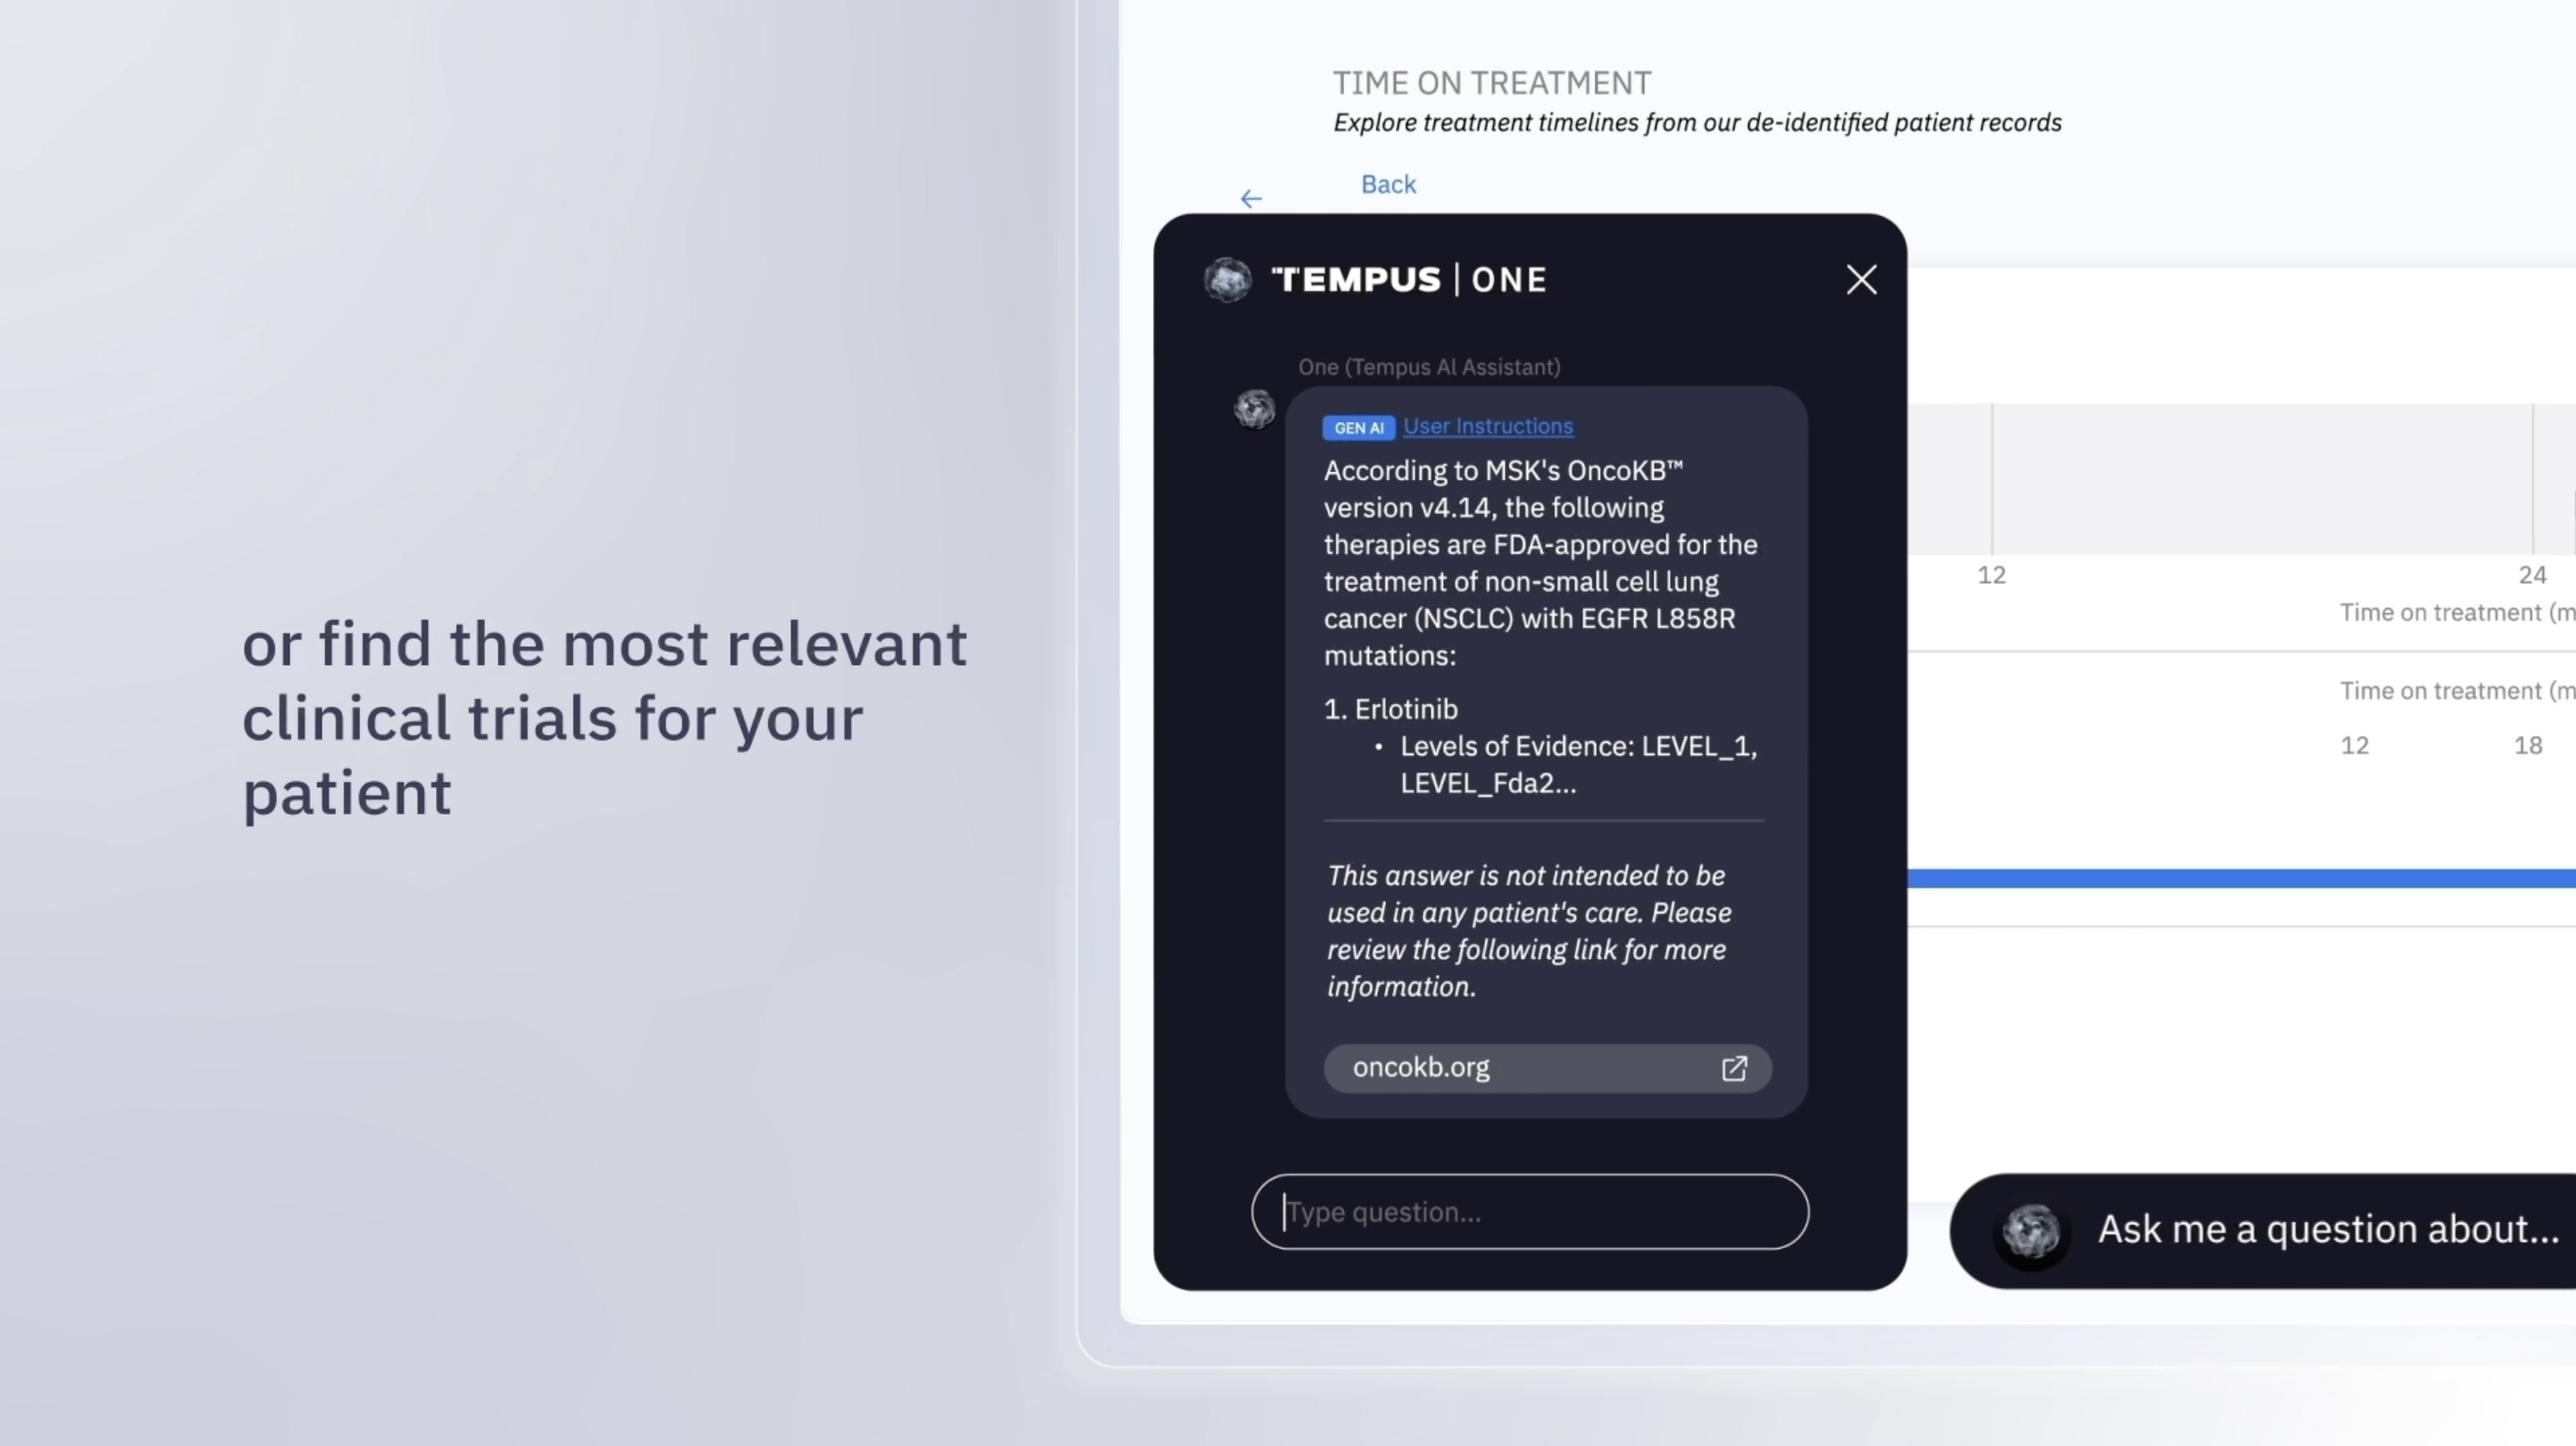 or find the most relevant
clinical trials for your
patient
TIME ON TREATMENT
Explore treatment timelines from our de-identified patient records
← Back
TEMPUS | ONE
One (Tempus AI Assistant)
GEN AI User Instructions
According to MSK's OncoKB™
version v4.14, the following
therapies are FDA-approved for the
treatment of non-small cell lung
cancer (NSCLC) with EGFR L858R
mutations:
1. Erlotinib
• Levels of Evidence: LEVEL_1,
LEVEL_Fda2...
This answer is not intended to be
used in any patient's care. Please
review the following link for more
information.
oncokb.org
Type question...
12 24
Time on treatment (m
Time on treatment (m
12 18
Ask me a question about...